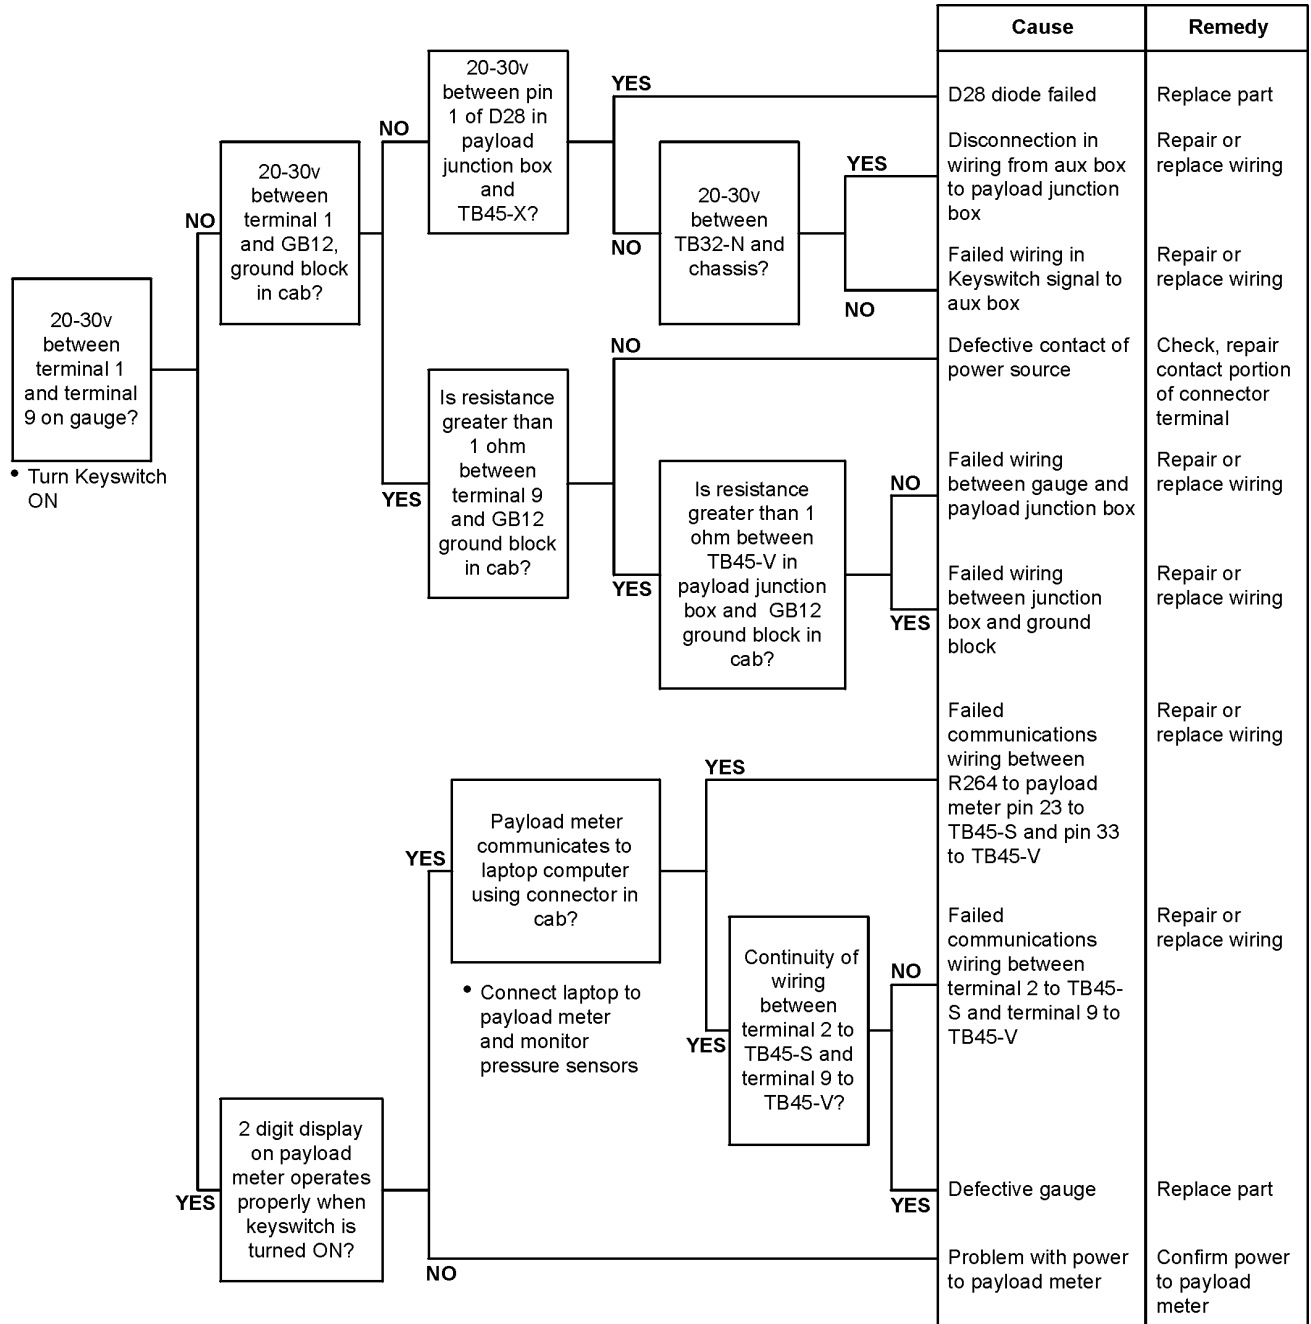 Cause
Remedy
20-30v
between pin
1 of D28 in
payload
junction box
and
TB45-X?
YES
D28 diode failed
Replace part
NO
20-30v
between
terminal 1
and GB12,
ground block
in cab?
NO
20-30v
between
TB32-N and
chassis?
YES
Disconnection in
wiring from aux box
to payload junction
box
Repair or
replace wiring
NO
NO
Failed wiring in
Keyswitch signal to
aux box
Repair or
replace wiring
20-30v
between
terminal 1
and terminal
9 on gauge?
• Turn Keyswitch
ON
NO
Defective contact of
power source
Check, repair
contact portion
of connector
terminal
YES
Is resistance
greater than
1 ohm
between
terminal 9
and GB12
ground block
in cab?
YES
Is resistance
greater than 1
ohm between
TB45-V in
payload junction
box and GB12
ground block in
cab?
NO
Failed wiring
between gauge and
payload junction box
Repair or
replace wiring
YES
Failed wiring
between junction
box and ground
block
Repair or
replace wiring
YES
Payload meter
communicates to
laptop computer
using connector in
cab?
• Connect laptop to
payload meter
and monitor
pressure sensors
YES
Failed
communications
wiring between
R264 to payload
meter pin 23 to
TB45-S and pin 33
to TB45-V
Repair or
replace wiring
YES
Continuity of
wiring
between
terminal 2 to
TB45-S and
terminal 9 to
TB45-V?
NO
Failed
communications
wiring between
terminal 2 to TB45-
S and terminal 9 to
TB45-V
Repair or
replace wiring
YES
2 digit display
on payload
meter operates
properly when
keyswitch is
turned ON?
YES
Defective gauge
Replace part
NO
Problem with power
to payload meter
Confirm power
to payload
meter